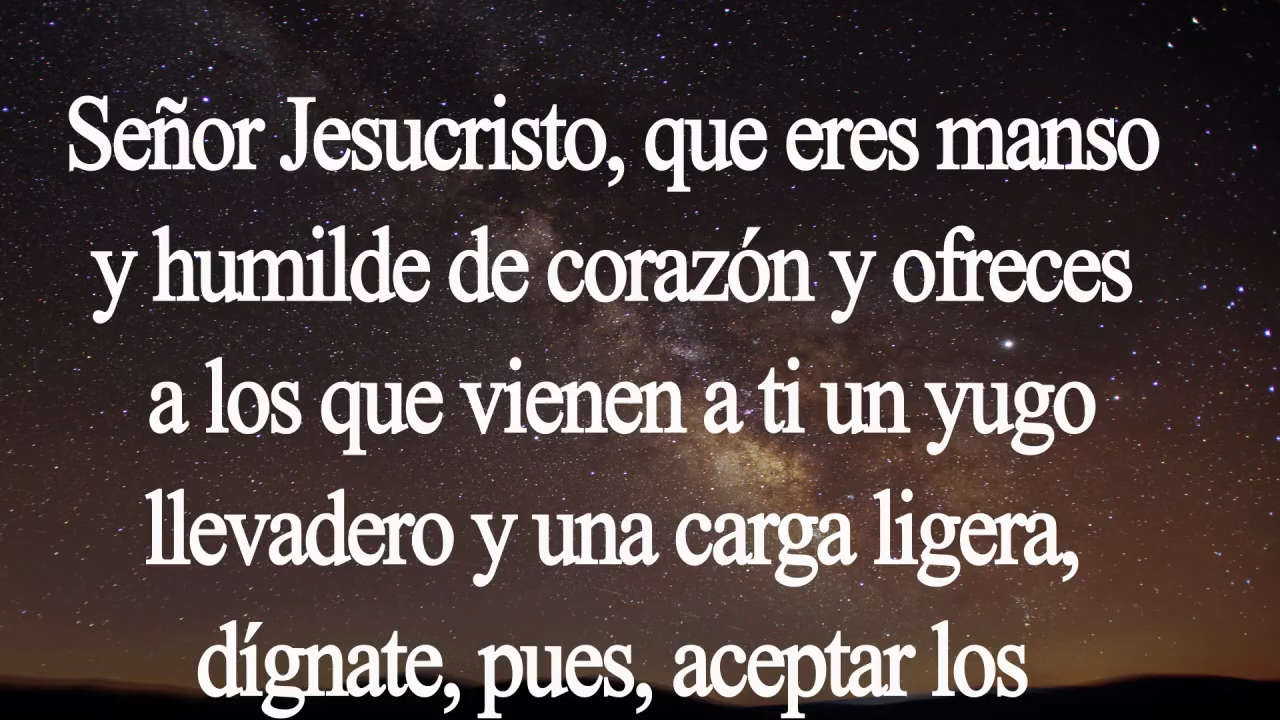 Señor Jesucristo, que eres manso
y humilde de corazón y ofreces
a los que vienen a ti un yugo
llevadero y una carga ligera,
dígnate, pues, aceptar los